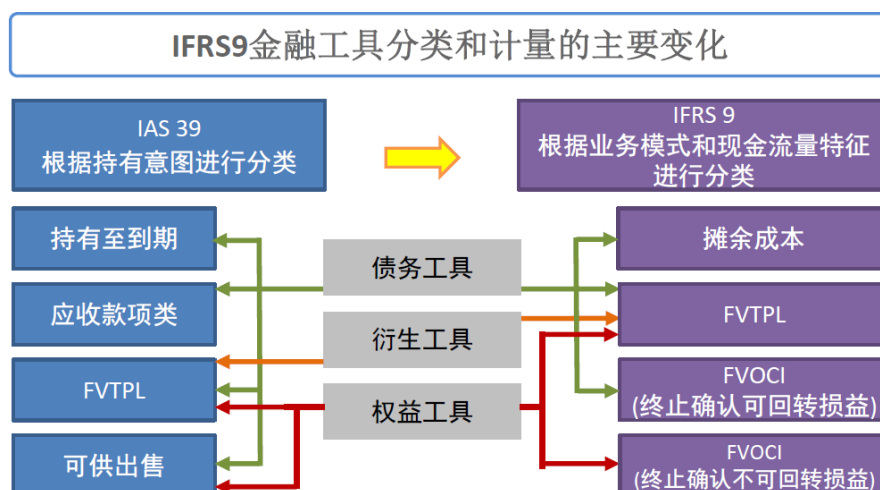 IFRS9金融工具分类和计量的主要变化
IAS 39
根据持有意图进行分类
IFRS 9
根据业务模式和现金流量特征
进行分类
持有至到期
债务工具
摊余成本
应收款项类
衍生工具
FVTPL
FVTPL
权益工具
FVOCI
(终止确认可回转损益)
可供出售
FVOCI
(终止确认不可回转损益)